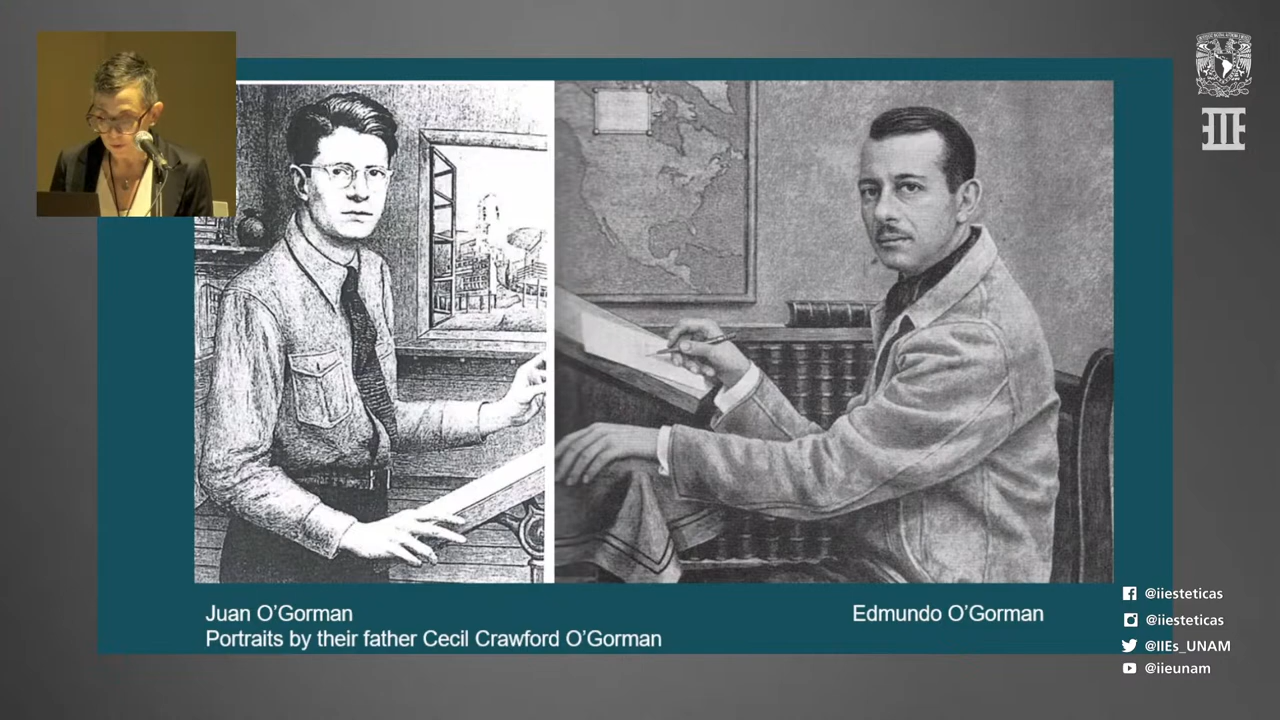 Juan O'Gorman
Portraits by their father Cecil Crawford O'Gorman
Edmundo O'Gorman
@iiesteticas
@iiesteticas
@IIEs_UNAM
@iieunam